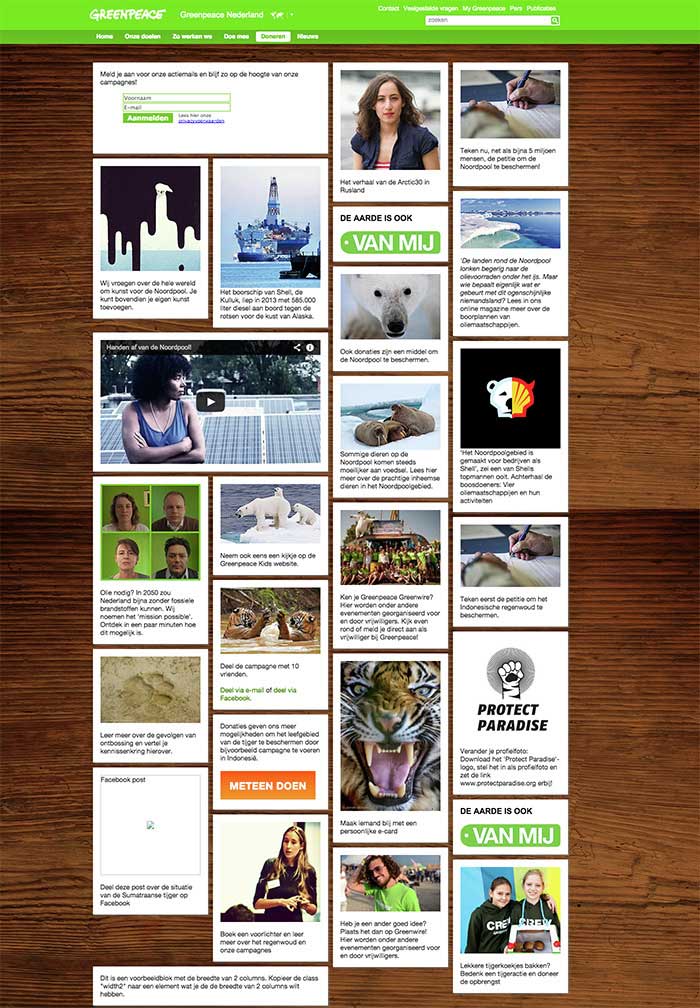 GREENPEACE
Greenpeace Nederland
Contact Veelgestelde vragen My Greenpeace Pers Publicaties
zoeken
Home Onze doelen Zo werken we Doe mee Doneren Nieuws
Meld je aan voor onze actiemails en blijf zo op de hoogte van onze
campagnes!
Voornaam
E-mail
Aanmelden
Lees hier onze
privacyvoorwaarden
Wij vroegen over de hele wereld
om kunst voor de Noordpool. Je
kunt bovendien je eigen kunst
toevoegen.
Het boorschip van Shell, de
Kulluk, liep in 2013 met 585.000
liter diesel aan boord tegen de
rotsen voor de kust van Alaska.
Handen af van de Noordpool!
Olie nodig? In 2050 zou
Nederland bijna zonder fossiele
brandstoffen kunnen. Wij
noemen het 'mission possible'.
Ontdek in een paar minuten hoe
dit mogelijk is.
Neem ook eens een kijkje op de
Greenpeace Kids website.
Deel de campagne met 10
vrienden.
Deel via e-mail of deel via
Facebook.
Leer meer over de gevolgen van
ontbossing en vertel je
kennissenkring hierover.
Donaties geven ons meer
mogelijkheden om het leefgebied
van de tijger te beschermen door
bijvoorbeeld campagne te voeren
in Indonesië.
METEEN DOEN
Facebook post
Deel deze post over de situatie
van de Sumatraanse tijger op
Facebook
Boek een voorlichter en leer
meer over het regenwoud en
onze campagnes
Dit is een voorbeeldblok met de breedte van 2 columns. Kopieer de class
"width2" naar een element wat je de de breedte van 2 columns wilt
hebben.
Het verhaal van de Arctic30 in
Rusland
DE AARDE IS OOK
VAN MIJ
Ook donaties zijn een middel om
de Noordpool te beschermen.
Sommige dieren op de
Noordpool komen steeds
moeilijker aan voedsel. Lees hier
meer over de prachtige inheemse
dieren in het Noordpoolgebied.
Ken je Greenpeace Greenwire?
Hier worden onder andere
evenementen georganiseerd voor
en door vrijwilligers. Kijk even
rond of meld je direct aan als
vrijwilliger bij Greenpeace!
Maak iemand blij met een
persoonlijke e-card
Heb je een ander goed idee?
Plaats het dan op Greenwire!
Hier worden onder andere
evenementen georganiseerd voor
en door vrijwilligers.
Teken nu, net als bijna 5 miljoen
mensen, de petitie om de
Noordpool te beschermen!
'De landen rond de Noordpool
lonken begerig naar de
olievoorraden onder het ijs. Maar
wie bepaalt eigenlijk wat er
gebeurt met dit ogenschijnlijke
niemandsland? Lees in ons
online magazine meer over de
boorplannen van
oliemaatschappijen.
'Het Noordpoolgebied is
gemaakt voor bedrijven als
Shell', zei een van Shells
topmannen ooit. Achterhaal de
boosdoeners: Vier
oliemaatschappijen en hun
activiteiten
Teken eerst de petitie om het
Indonesische regenwoud te
beschermen.
PROTECT
PARADISE
Verander je profielfoto:
Download het 'Protect Paradise'-
logo, stel het in als profielfoto en
zet de link
www.protectparadise.org erbij!
DE AARDE IS OOK
VAN MIJ
CREW
CREW
Lekkere tijgerkoekjes bakken?
Bedenk een tijgeractie en doneer
de opbrengst